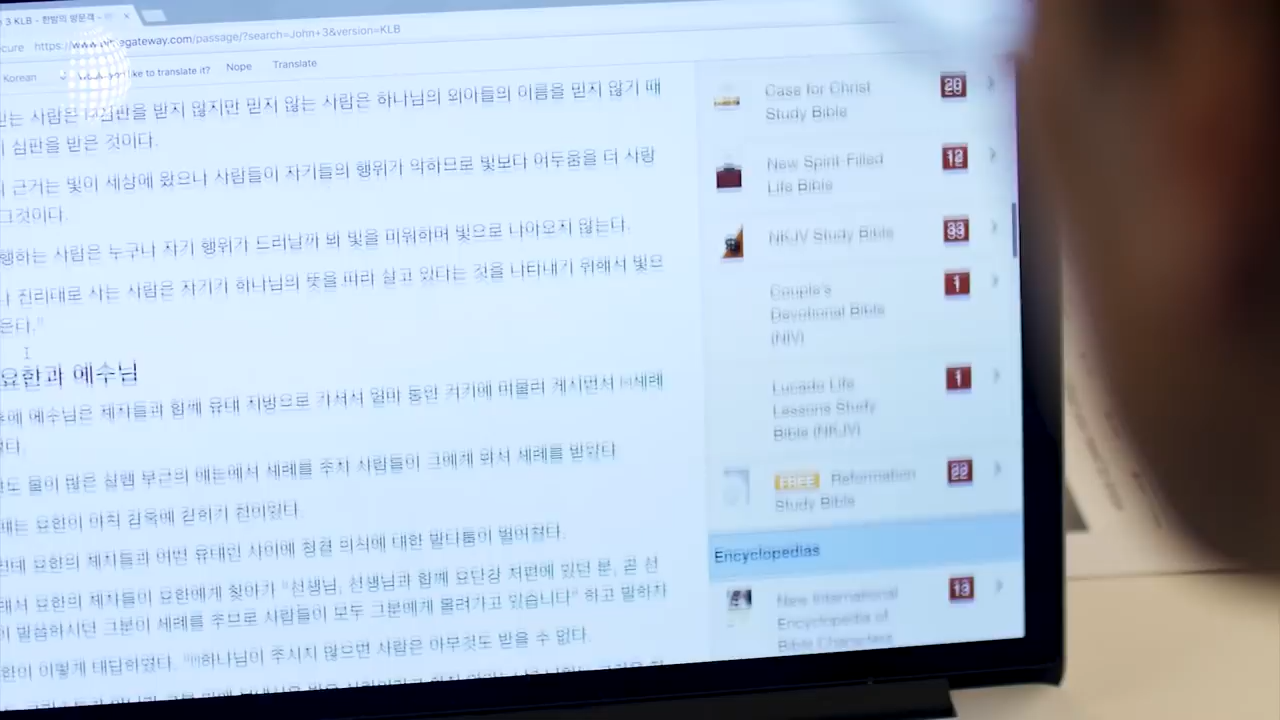 3 KLB - 한밤의 방문객 -
cure https://www.biblegateway.com/passage/?search=John+3&version=KLB
Korean like to translate it? Nope Translate
믿는 사람은 심판을 받지 않지만 믿지 않는 사람은 하나님의 외아들의 이름을 믿지 않기 때
심판을 받은 것이다.
근거는 빛이 세상에 왔으나 사람들이 자기들의 행위가 악하므로 빛보다 어두움을 더 사랑
그것이다.
행하는 사람은 누구나 자기 행위가 드러날까 봐 빛을 미워하며 빛으로 나아오지 않는다.
진리대로 사는 사람은 자기가 하나님의 뜻을 따라 살고 있다는 것을 나타내기 위해서 빛으
온다."
요한과 예수님
후에 예수님은 제자들과 함께 유대 지방으로 가셔서 얼마 동안 거기에 머물러 계시면서 세례
물이 많은 살렘 부근의 애논에서 세례를 주자 사람들이 그에게 와서 세례를 받았다.
때는 요한이 아직 감옥에 갇히기 전이었다.
런데 요한의 제자들과 어떤 유대인 사이에 정결 의식에 대한 말다툼이 벌어졌다.
래서 요한의 제자들이 요한에게 찾아가 "선생님, 선생님과 함께 요단강 저편에 있던 분, 곧 선
이 말씀하시던 그분이 세례를 주므로 사람들이 모두 그분에게 몰려가고 있습니다" 하고 말하자
한이 이렇게 대답하였다. "하나님이 주시지 않으면 사람은 아무것도 받을 수 없다.
Case for Christ
Study Bible
20
New Spirit-Filled
Life Bible
12
NKJV Study Bible
33
Couple's
Devotional Bible
(NIV)
1
Lucado Life
Lessons Study
Bible (NKJV)
1
FREE Reformation
Study Bible
22
Encyclopedias
New International
Encyclopedia of
Bible Characters
13